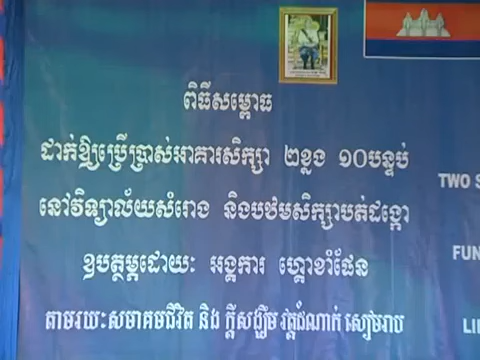 ពិធីសម្ពោធ
ដាក់ឱ្យប្រើប្រាស់អាគារសិក្សា ២ខ្នង ១០បន្ទប់
TWO S
នៅវិទ្យាល័យសំរោង និងបឋមសិក្សាបត់ដង្កោ
FUN
ឧបត្ថម្ភដោយៈ អង្គការ ហ្គោខាំផែន
តាមរយៈសមាគមជីវិត និង ក្តីសង្ឃឹម វត្តដំណាក់ សៀមរាប
LI